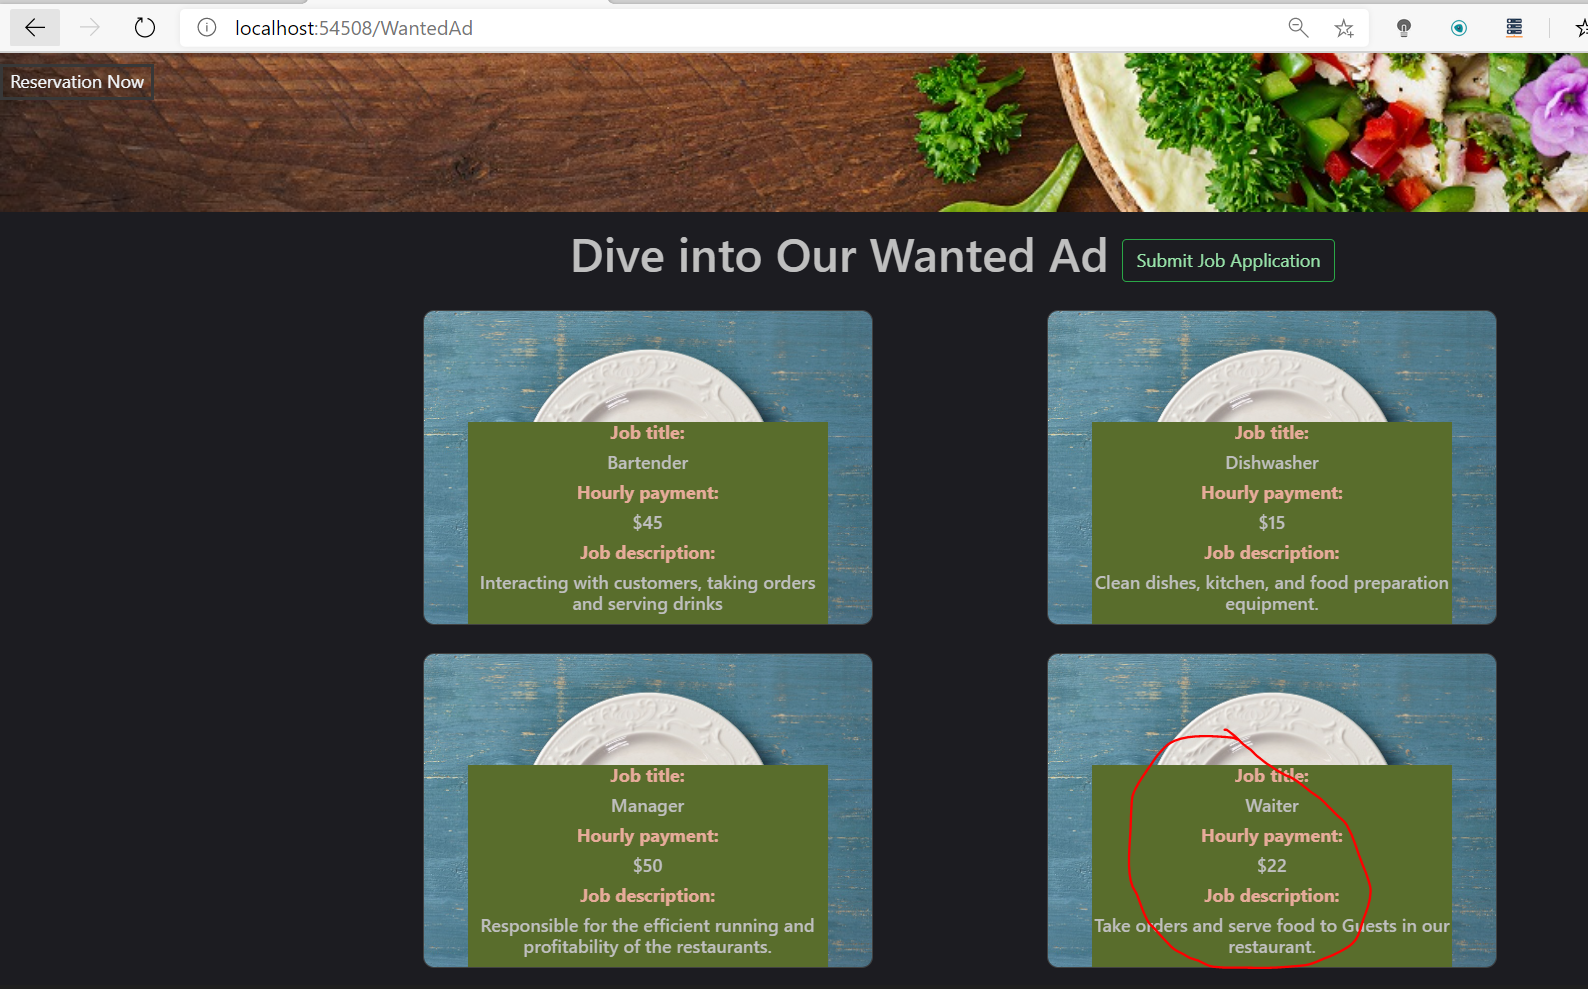 localhost:54508/WantedAd
Reservation Now
Dive into Our Wanted Ad
Submit Job Application
Job title:
Bartender
Hourly payment:
$45
Job description:
Interacting with customers, taking orders
and serving drinks
Job title:
Dishwasher
Hourly payment:
$15
Job description:
Clean dishes, kitchen, and food preparation
equipment.
Job title:
Manager
Hourly payment:
$50
Job description:
Responsible for the efficient running and
profitability of the restaurants.
Job title:
Waiter
Hourly payment:
$22
Job description:
Take orders and serve food to Guests in our
restaurant.